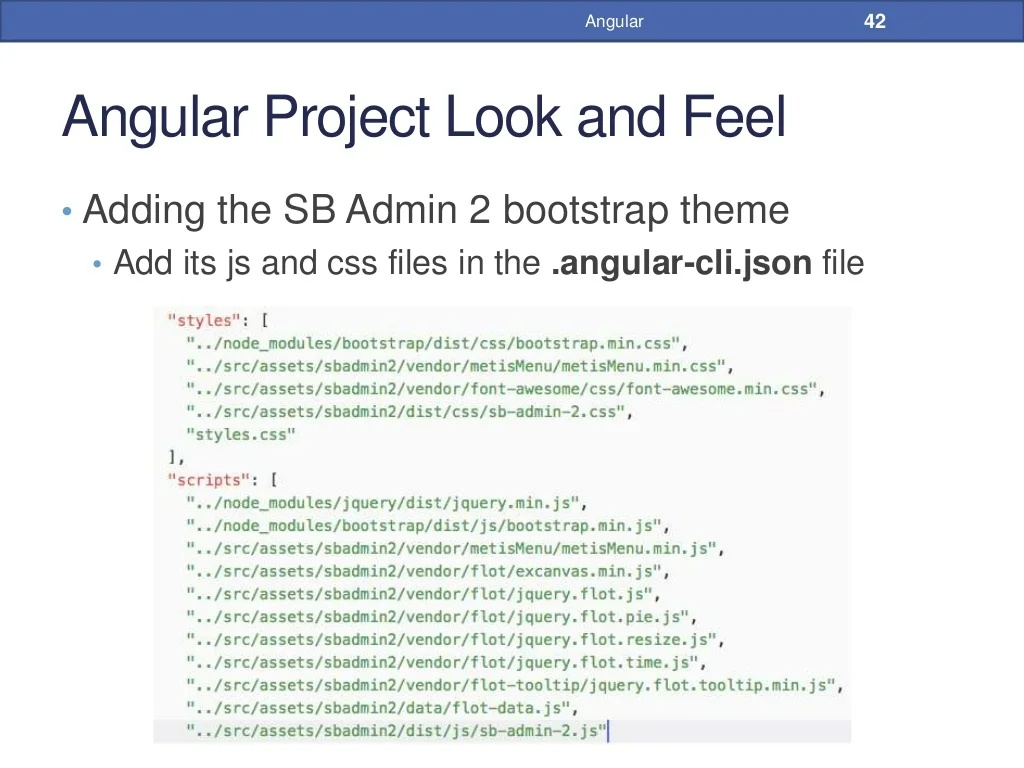 Angular 42
Angular Project Look and Feel
• Adding the SB Admin 2 bootstrap theme
• Add its js and css files in the .angular-cli.json file
"styles": [
"../node_modules/bootstrap/dist/css/bootstrap.min.css",
"../src/assets/sbadmin2/vendor/metisMenu/metisMenu.min.css",
"../src/assets/sbadmin2/vendor/font-awesome/css/font-awesome.min.css",
"../src/assets/sbadmin2/dist/css/sb-admin-2.css",
"styles.css"
],
"scripts": [
"../node_modules/jquery/dist/jquery.min.js",
"../node_modules/bootstrap/dist/js/bootstrap.min.js",
"../src/assets/sbadmin2/vendor/metisMenu/metisMenu.min.js",
"../src/assets/sbadmin2/vendor/flot/excanvas.min.js",
"../src/assets/sbadmin2/vendor/flot/jquery.flot.js",
"../src/assets/sbadmin2/vendor/flot/jquery.flot.pie.js",
"../src/assets/sbadmin2/vendor/flot/jquery.flot.resize.js",
"../src/assets/sbadmin2/vendor/flot/jquery.flot.time.js",
"../src/assets/sbadmin2/vendor/flot-tooltip/jquery.flot.tooltip.min.js",
"../src/assets/sbadmin2/data/flot-data.js",
"../src/assets/sbadmin2/dist/js/sb-admin-2.js"